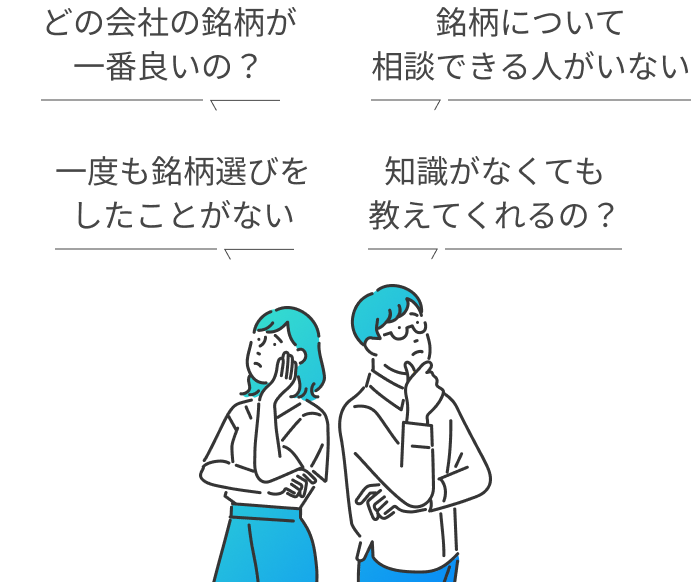 どの会社の銘柄が
一番良いの？
銘柄について
相談できる人がいない
一度も銘柄選びを
したことがない
知識がなくても
教えてくれるの？